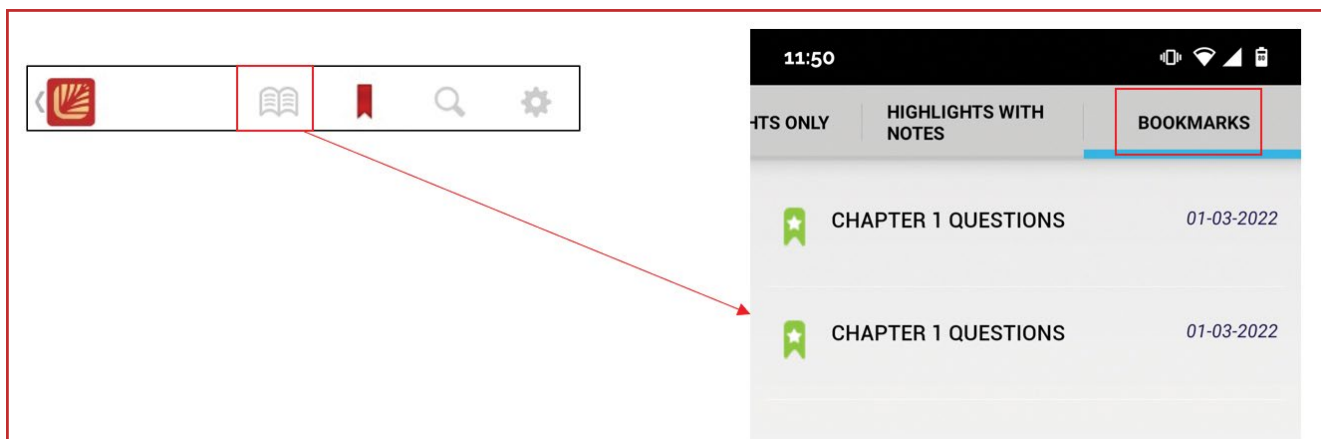 11:50
HTS ONLY
HIGHLIGHTS WITH
NOTES
BOOKMARKS
CHAPTER 1 QUESTIONS 01-03-2022
CHAPTER 1 QUESTIONS 01-03-2022